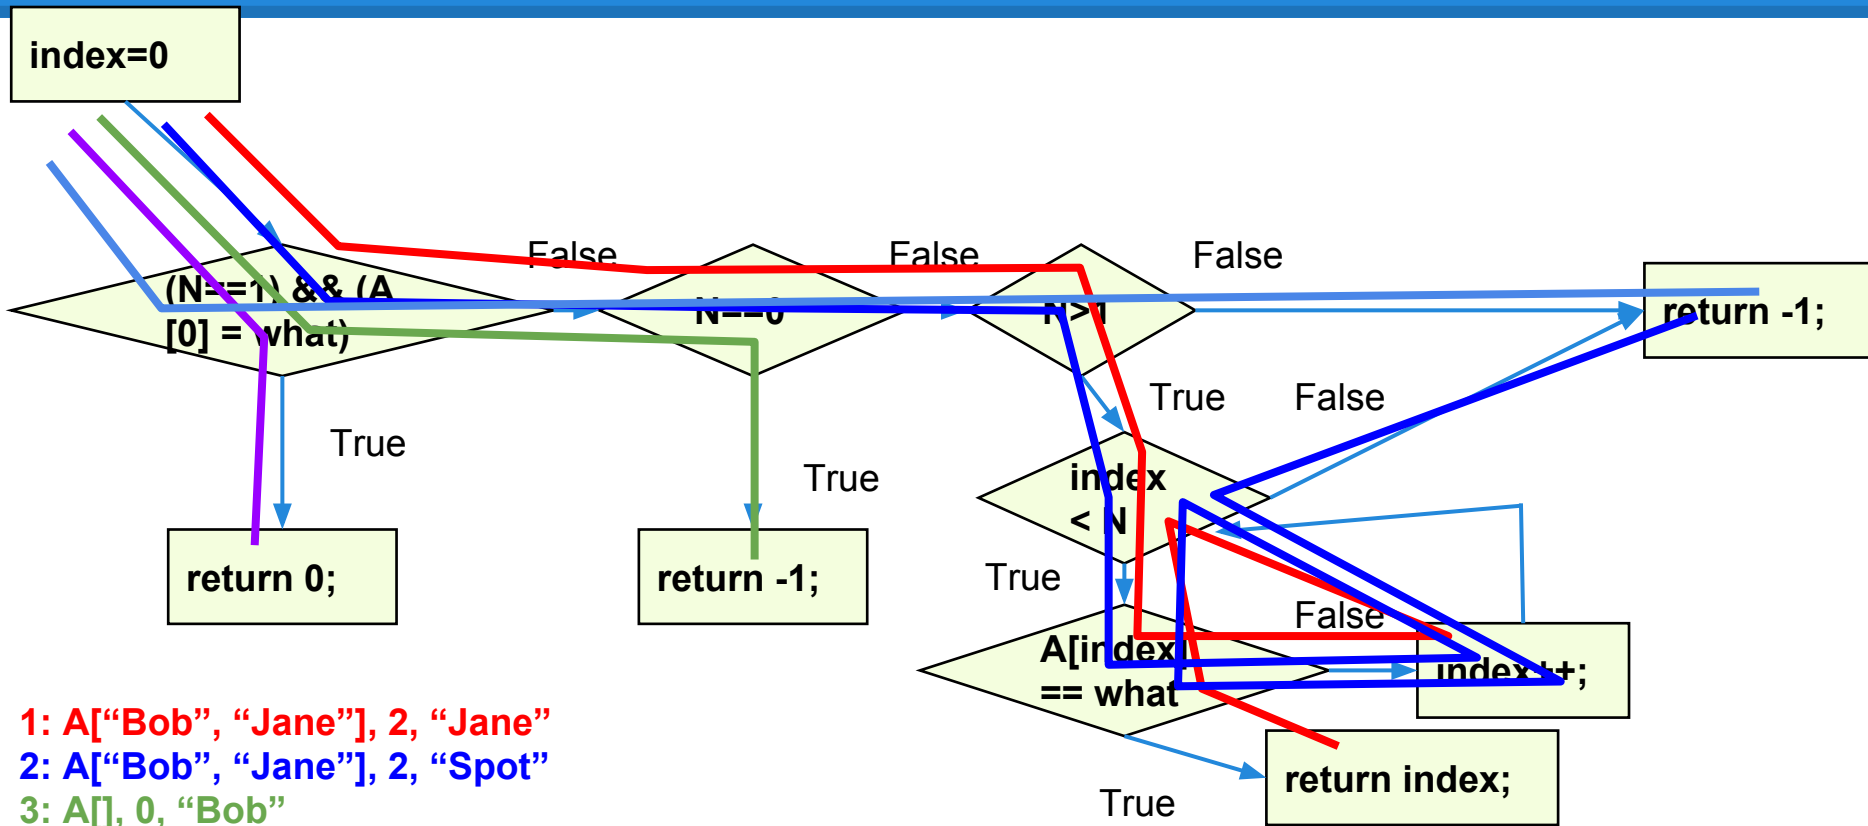 index=0
False
False
False
(N==1) && (A
[0] = what)
N==0
N>1
return -1;
True
True
True
False
index
< N
return 0;
return -1;
True
False
A[index]
== what
index++;
return index;
True
1: A[“Bob”, “Jane”], 2, “Jane”
2: A[“Bob”, “Jane”], 2, “Spot”
3: A[], 0, “Bob”